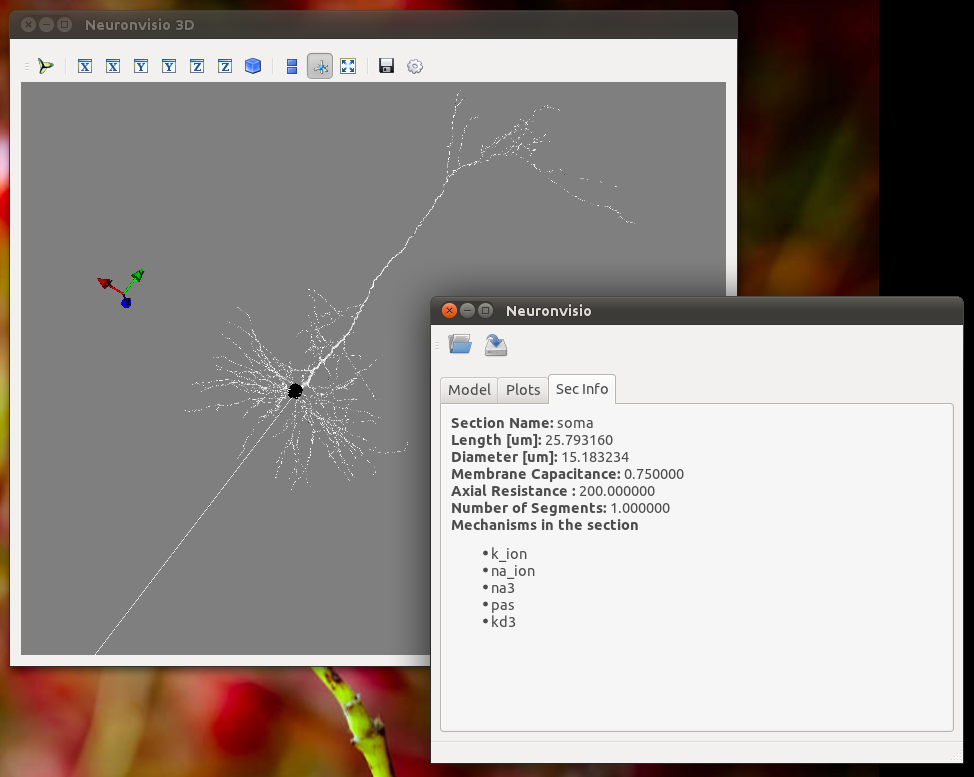 Neuronvisio 3D
X X Y Y Z Z
Neuronvisio
Model Plots Sec Info
Section Name: soma
Length [um]: 25.793160
Diameter [um]: 15.183234
Membrane Capacitance: 0.750000
Axial Resistance : 200.000000
Number of Segments: 1.000000
Mechanisms in the section
• k_ion
• na_ion
• na3
• pas
• kd3